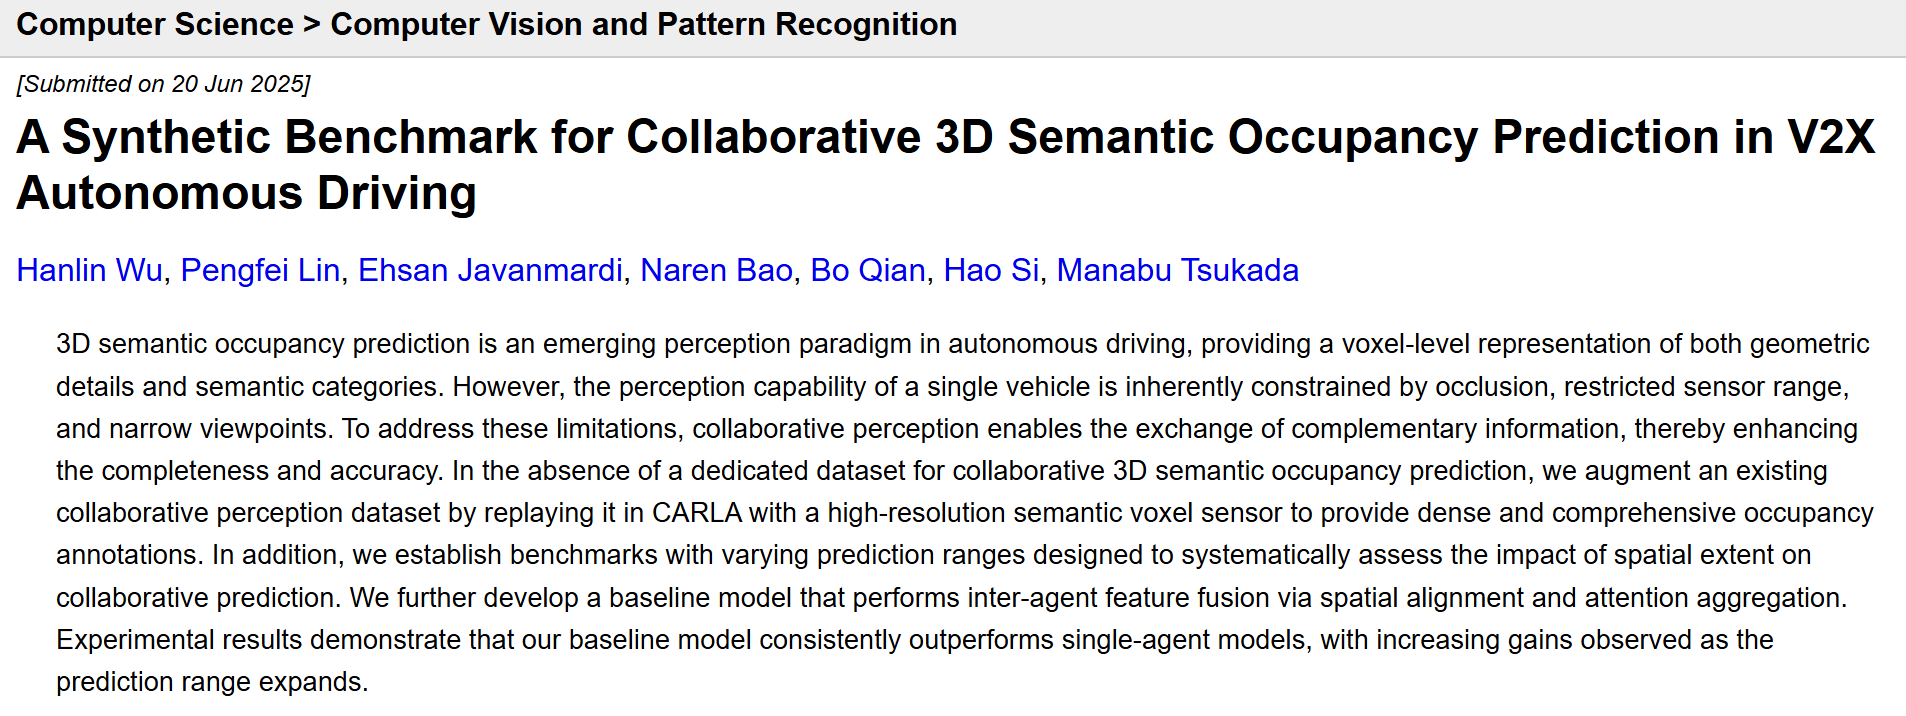 Computer Science > Computer Vision and Pattern Recognition
[Submitted on 20 Jun 2025]
A Synthetic Benchmark for Collaborative 3D Semantic Occupancy Prediction in V2X
Autonomous Driving
Hanlin Wu, Pengfei Lin, Ehsan Javanmardi, Naren Bao, Bo Qian, Hao Si, Manabu Tsukada
3D semantic occupancy prediction is an emerging perception paradigm in autonomous driving, providing a voxel-level representation of both geometric
details and semantic categories. However, the perception capability of a single vehicle is inherently constrained by occlusion, restricted sensor range,
and narrow viewpoints. To address these limitations, collaborative perception enables the exchange of complementary information, thereby enhancing
the completeness and accuracy. In the absence of a dedicated dataset for collaborative 3D semantic occupancy prediction, we augment an existing
collaborative perception dataset by replaying it in CARLA with a high-resolution semantic voxel sensor to provide dense and comprehensive occupancy
annotations. In addition, we establish benchmarks with varying prediction ranges designed to systematically assess the impact of spatial extent on
collaborative prediction. We further develop a baseline model that performs inter-agent feature fusion via spatial alignment and attention aggregation.
Experimental results demonstrate that our baseline model consistently outperforms single-agent models, with increasing gains observed as the
prediction range expands.